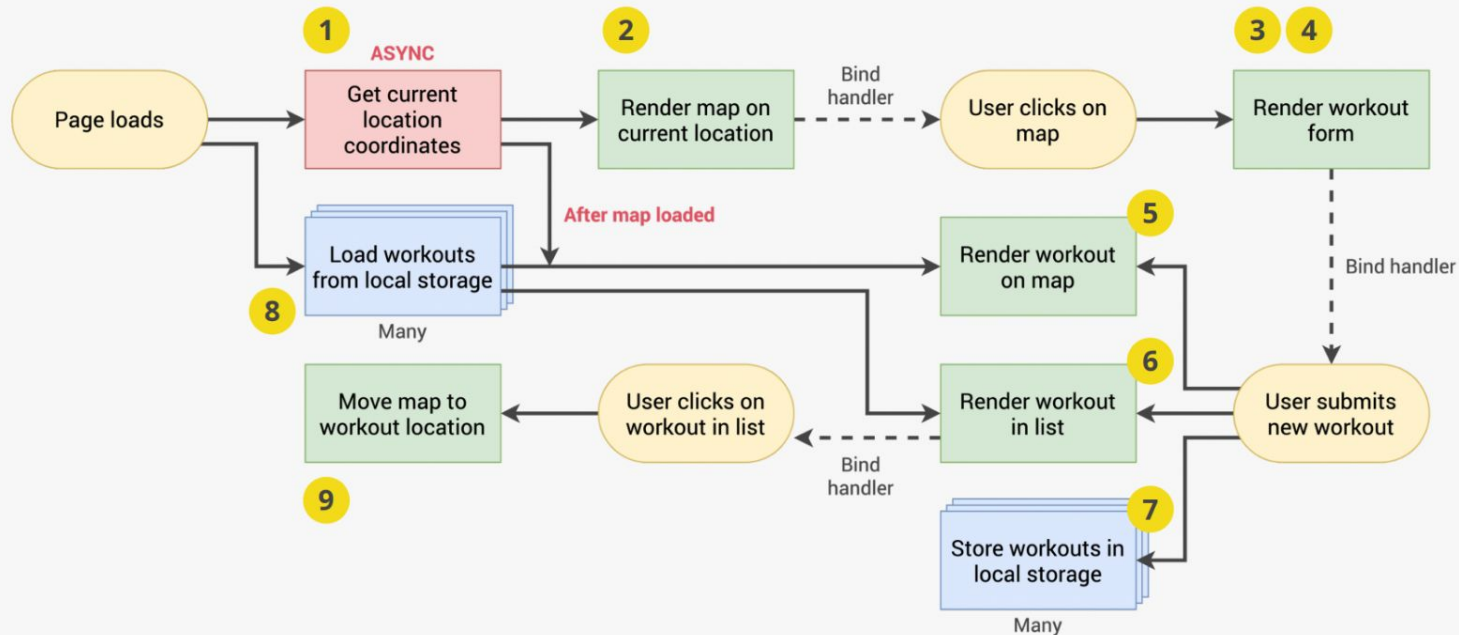 1
2
3
4
ASYNC
Page loads
Get current
location
coordinates
Render map on
current location
Bind
handler
User clicks on
map
Render workout
form
After map loaded
5
Load workouts
from local storage
Render workout
on map
Bind handler
8
Many
6
Move map to
workout location
User clicks on
workout in list
Render workout
in list
User submits
new workout
Bind
handler
9
7
Store workouts in
local storage
Many